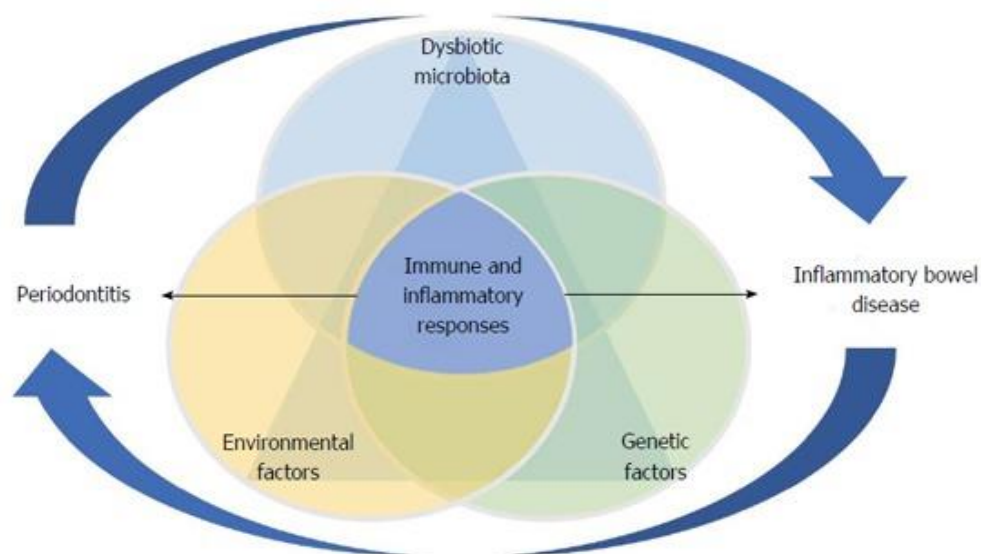 Dysbiotic
microbiota
Immune and
inflammatory
responses
Periodontitis
Inflammatory bowel
disease
Environmental
factors
Genetic
factors